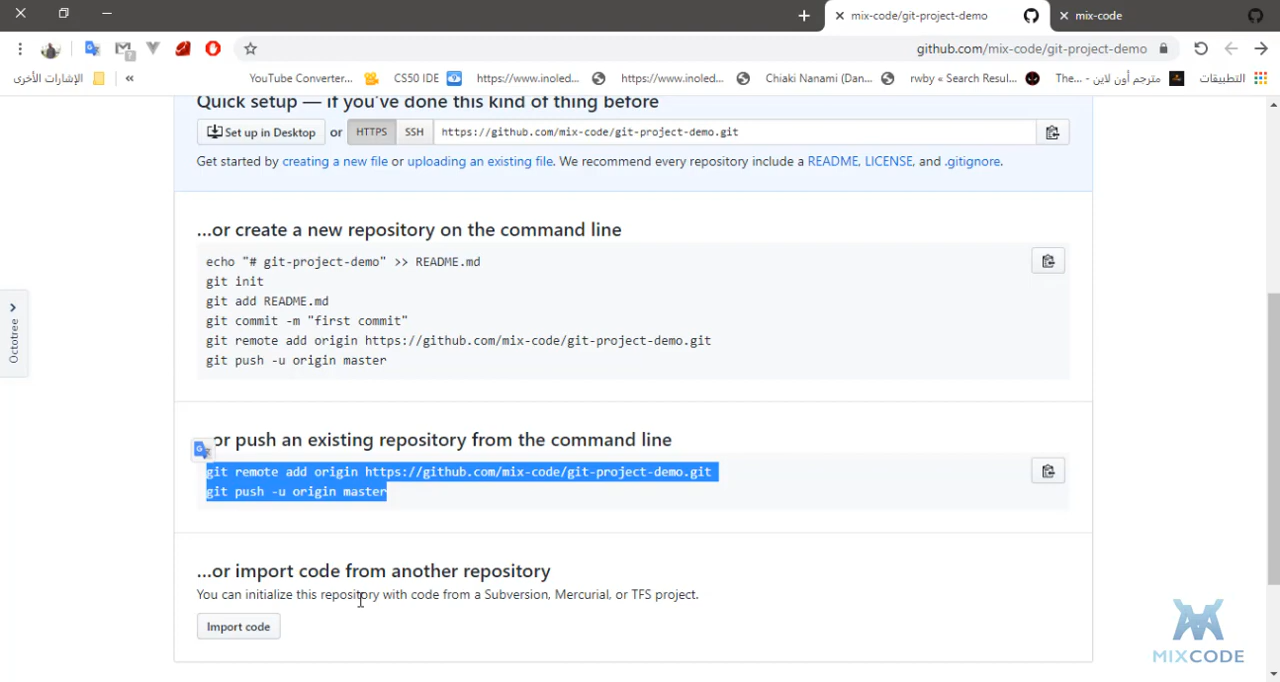 mix-code/git-project-demo
mix-code
github.com/mix-code/git-project-demo
الإشارات الأخرى
«
YouTube Converter...
CS50 IDE
https://www.inoled...
https://www.inoled...
Chiaki Nanami (Dan...
rwby « Search Resul...
مترجم أون لاين - The...
التطبيقات
Quick setup — if you've done this kind of thing before
Set up in Desktop or HTTPS SSH https://github.com/mix-code/git-project-demo.git
Get started by creating a new file or uploading an existing file. We recommend every repository include a README, LICENSE, and .gitignore.
…or create a new repository on the command line
echo "# git-project-demo" >> README.md
git init
git add README.md
git commit -m "first commit"
git remote add origin https://github.com/mix-code/git-project-demo.git
git push -u origin master
Octotree
…or push an existing repository from the command line
git remote add origin https://github.com/mix-code/git-project-demo.git
git push -u origin master
…or import code from another repository
You can initialize this repository with code from a Subversion, Mercurial, or TFS project.
Import code
MIXCODE